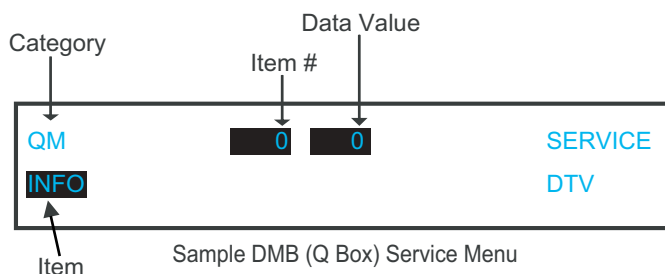 Data Value
Category
Item #
QM 0 0 SERVICE
INFO DTV
Sample DMB (Q Box) Service Menu
Item